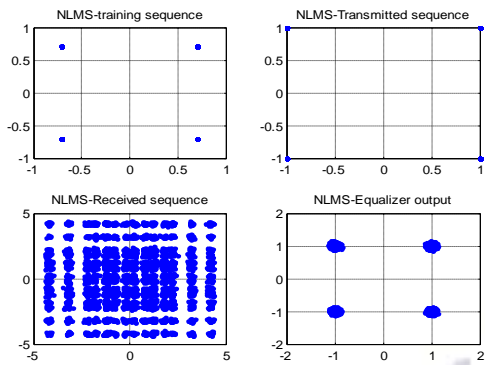 NLMS-training sequence
1
0.5
0
-0.5
-1
-1 -0.5 0 0.5 1
NLMS-Transmitted sequence
1
0.5
0
-0.5
-1
-1 -0.5 0 0.5 1
NLMS-Received sequence
5
0
-5
-5 0 5
NLMS-Equalizer output
2
1
0
-1
-2
-2 -1 0 1 2